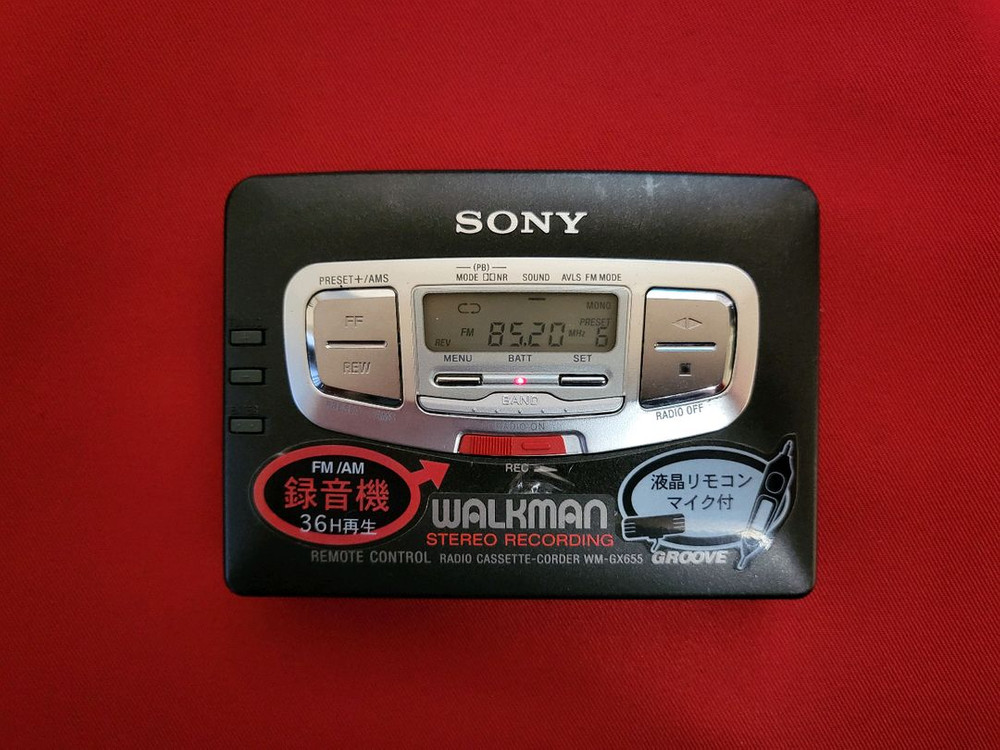 SONY
PRESET+/AMS
(PB)
MODE DD NR SOUND AVLS FM MODE
FF
REW
MONO
PRESET
FM 85.20 MHz 6
REV
MENU BATT SET
BAND
RADIO ON
RADIO OFF
REC
FM/AM
録音機
36H再生
WALKMAN
STEREO RECORDING
REMOTE CONTROL RADIO CASSETTE-CORDER WM-GX655
液晶リモコン
マイク付
GROOVE